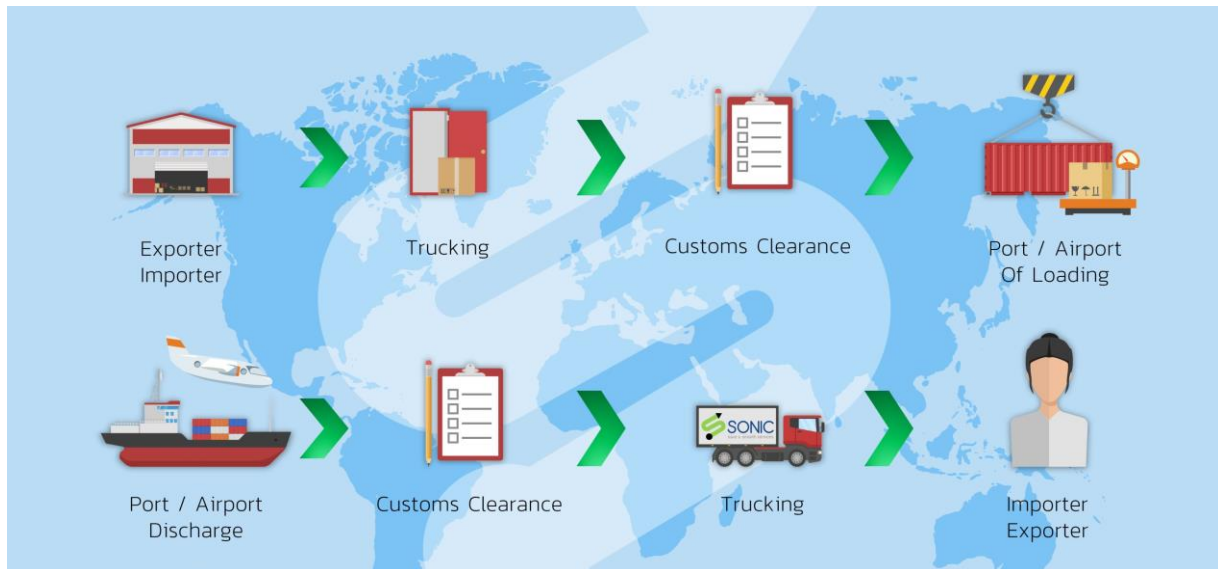 Exporter
Importer
Trucking
Customs Clearance
Port / Airport
Of Loading
Port / Airport
Discharge
Customs Clearance
SONIC
Trucking
Importer
Exporter